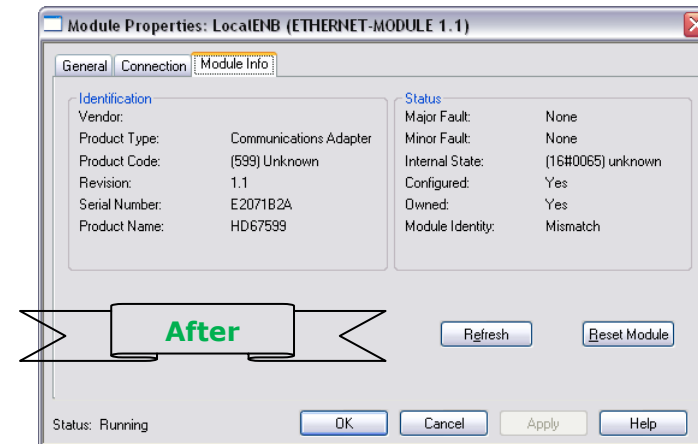 Module Properties: LocalENB (ETHERNET-MODULE 1.1)
General Connection Module Info
Identification
Vendor:
Product Type: Communications Adapter
Product Code: (599) Unknown
Revision: 1.1
Serial Number: E2071B2A
Product Name: HD67599
Status
Major Fault: None
Minor Fault: None
Internal State: (16#0065) unknown
Configured: Yes
Owned: Yes
Module Identity: Mismatch
After
Refresh Reset Module
Status: Running OK Cancel Apply Help